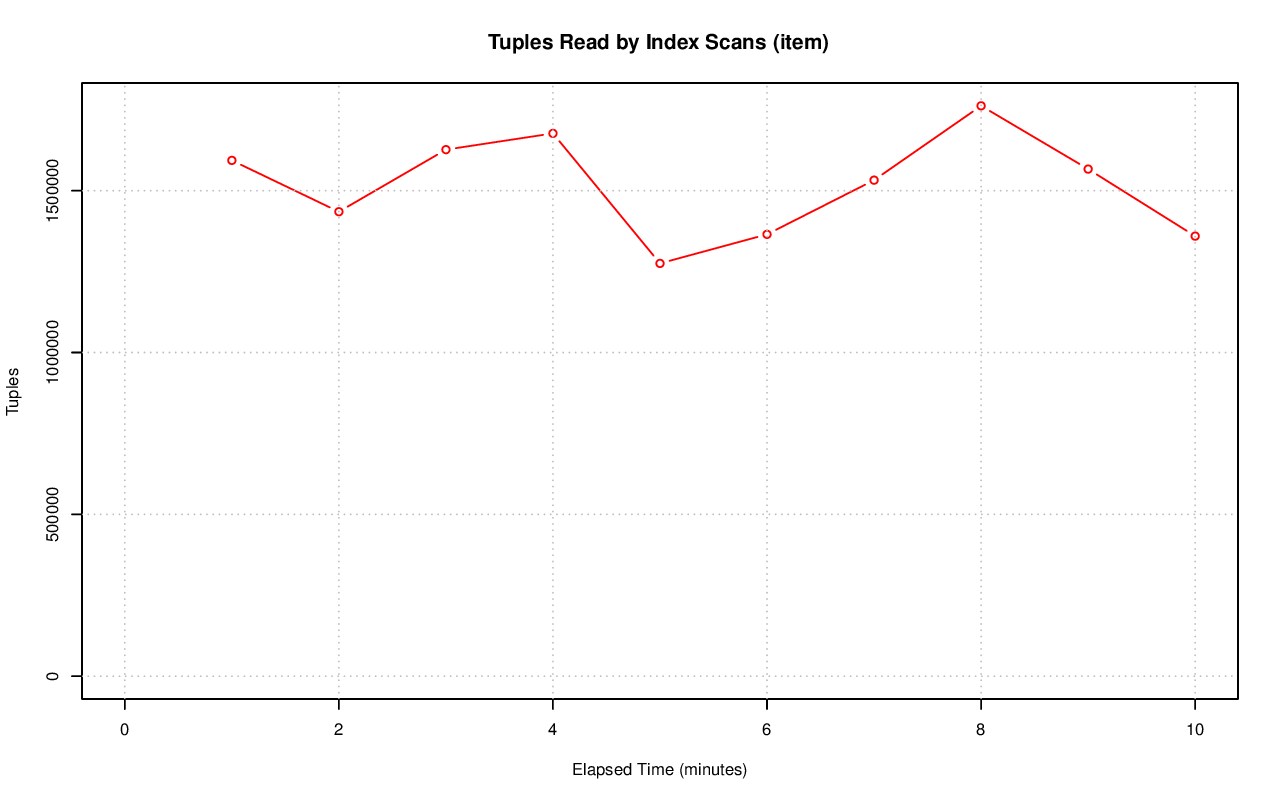 Tuples Read by Index Scans (item)
Tuples
1500000
1000000
500000
0
0 2 4 6 8 10
Elapsed Time (minutes)